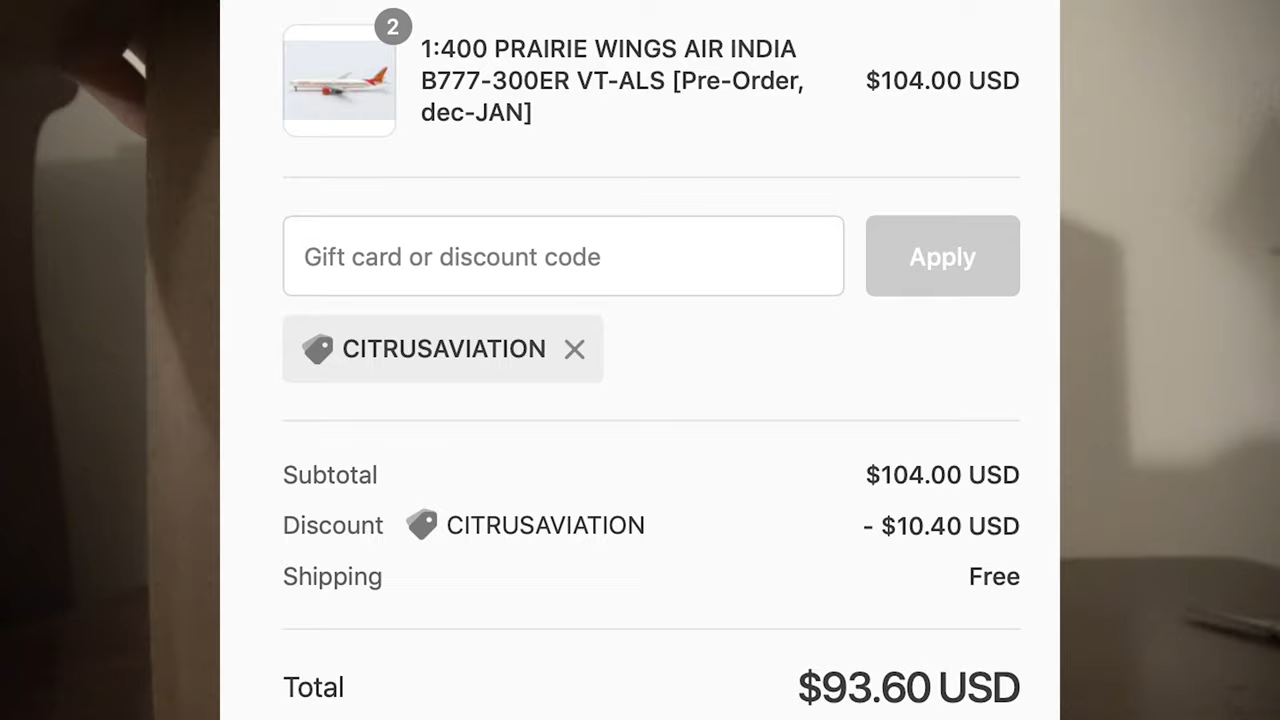 2
1:400 PRAIRIE WINGS AIR INDIA
B777-300ER VT-ALS [Pre-Order,
dec-JAN]
$104.00 USD
Gift card or discount code
Apply
CITRUSAVIATION
Subtotal $104.00 USD
Discount CITRUSAVIATION - $10.40 USD
Shipping Free
Total $93.60 USD